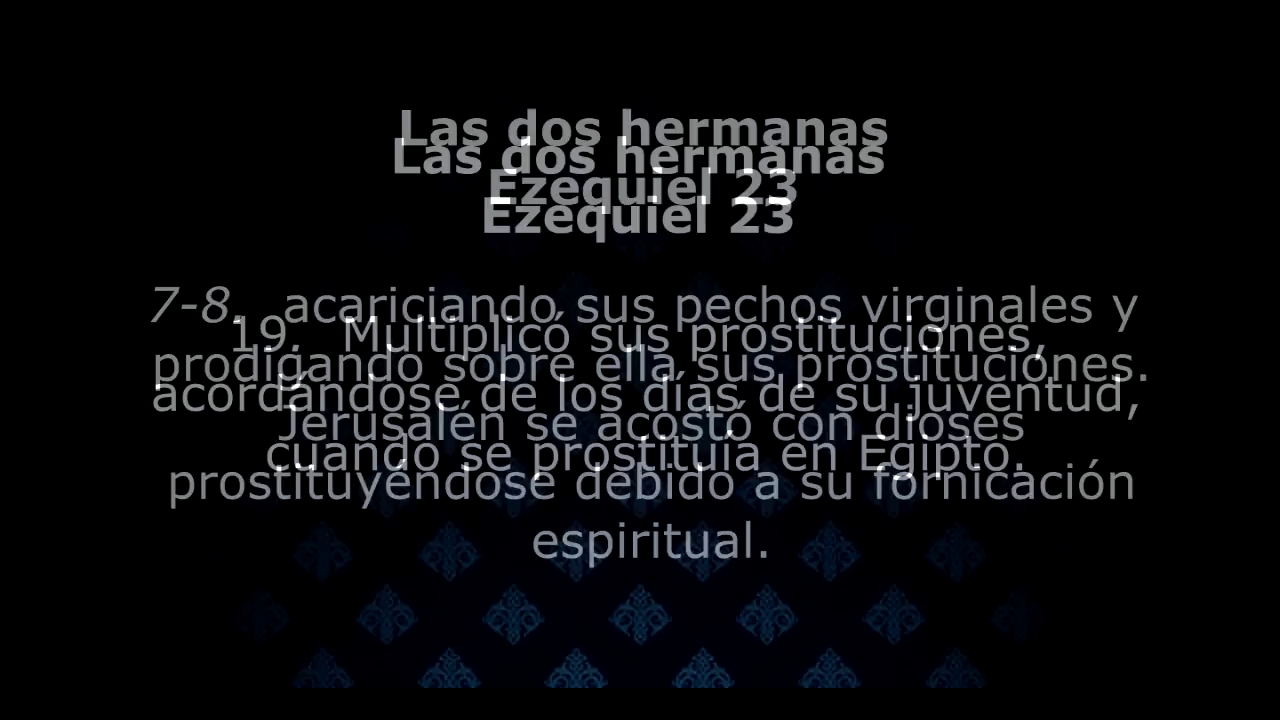 Las dos hermanas
Las dos hermanas
Ezequiel 23
Ezequiel 23
7-8. acariciando sus pechos virginales y
19. Multiplicó sus prostituciones,
prodigando sobre ella sus prostituciones.
acordándose de los días de su juventud,
Jerusalén se acostó con dioses
cuando se prostituía en Egipto.
prostituyéndose debido a su fornicación
espiritual.